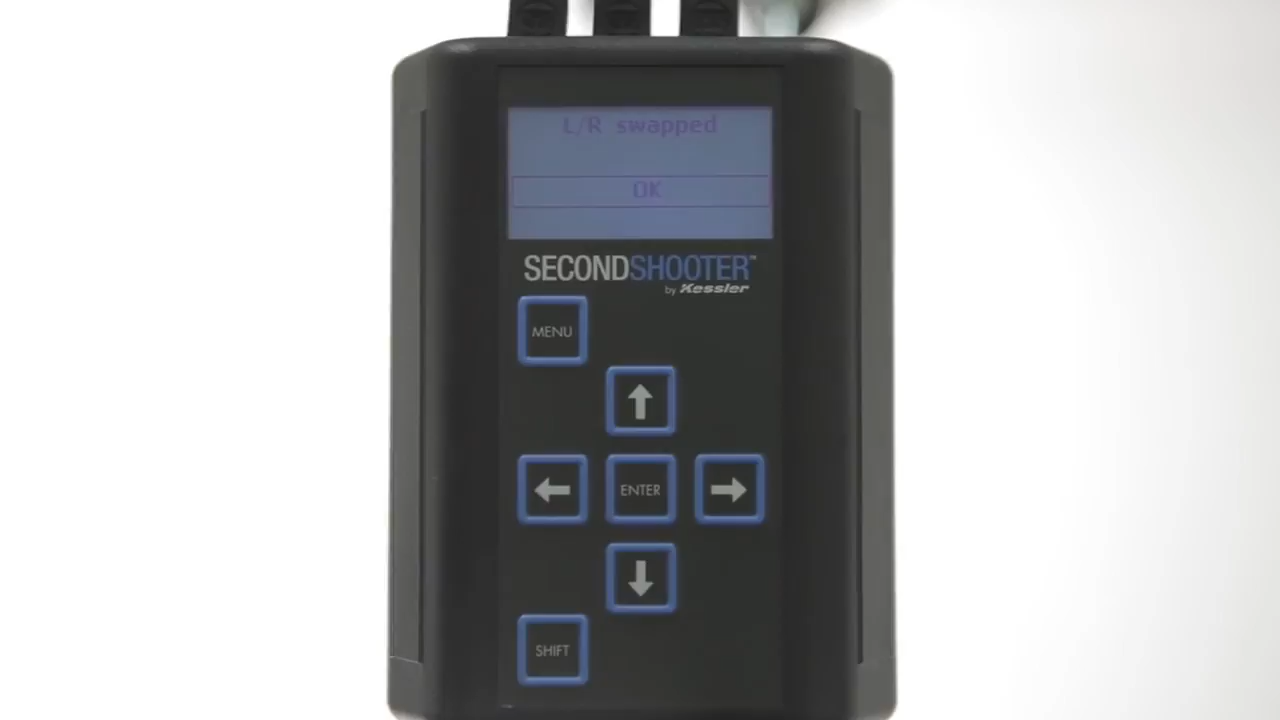 L/R swapped
OK
SECONDSHOOTER™
by Kessler
MENU
ENTER
SHIFT